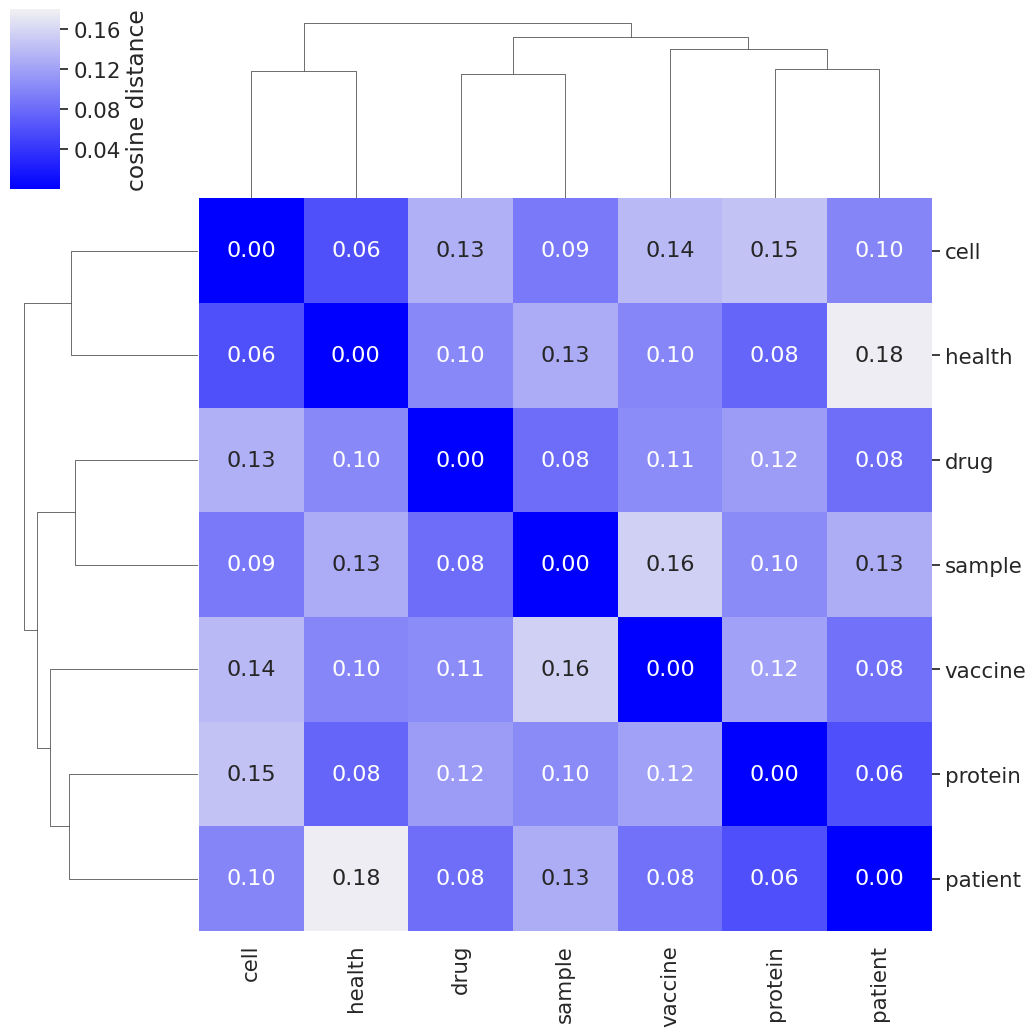 0.16
0.12
0.08
0.04
cosine distance
0.00 0.06 0.13 0.09 0.14 0.15 0.10 cell
0.06 0.00 0.10 0.13 0.10 0.08 0.18 health
0.13 0.10 0.00 0.08 0.11 0.12 0.08 drug
0.09 0.13 0.08 0.00 0.16 0.10 0.13 sample
0.14 0.10 0.11 0.16 0.00 0.12 0.08 vaccine
0.15 0.08 0.12 0.10 0.12 0.00 0.06 protein
0.10 0.18 0.08 0.13 0.08 0.06 0.00 patient
cell health drug sample vaccine protein patient